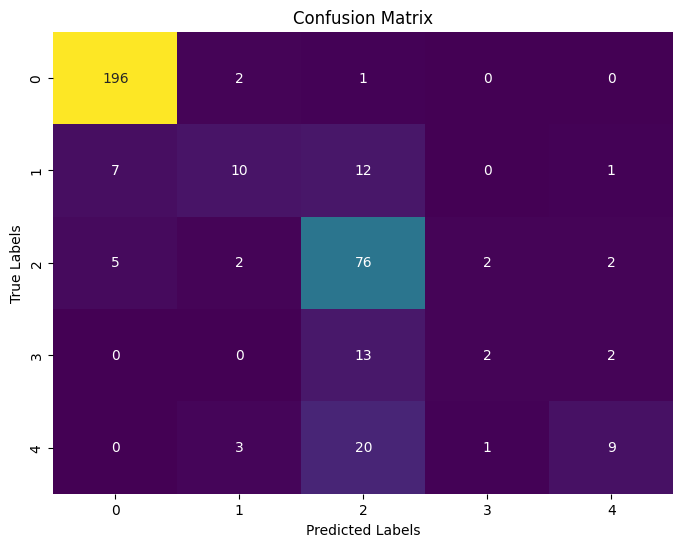 Confusion Matrix
True Labels
0 196 2 1 0 0
1 7 10 12 0 1
2 5 2 76 2 2
3 0 0 13 2 2
4 0 3 20 1 9
0 1 2 3 4
Predicted Labels